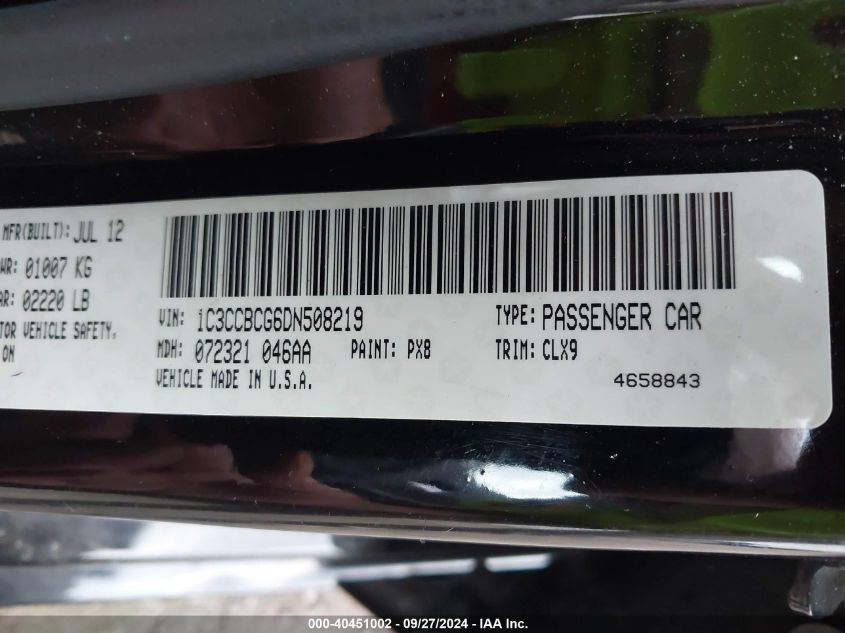 MFR(BUILT): JUL 12
WR: 01007 KG
AR: 02220 LB
TOR VEHICLE SAFETY,
ON
VIN: 1C3CCBCG6DN508219
TYPE: PASSENGER CAR
MDH: 072321 046AA
PAINT: PX8
TRIM: CLX9
VEHICLE MADE IN U.S.A.
4658843
000-40451002 - 09/27/2024 - IAA Inc.